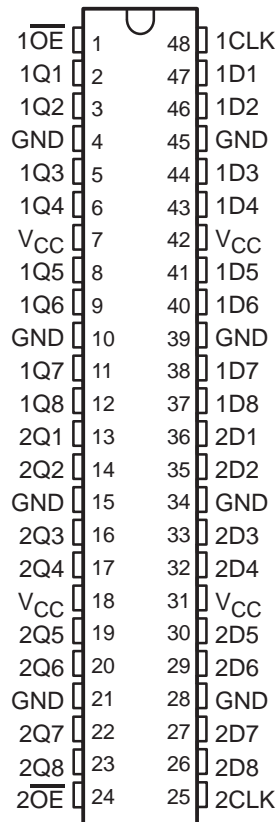 1O̅E̅ 1 48 1CLK
1Q1 2 47 1D1
1Q2 3 46 1D2
GND 4 45 GND
1Q3 5 44 1D3
1Q4 6 43 1D4
VCC 7 42 VCC
1Q5 8 41 1D5
1Q6 9 40 1D6
GND 10 39 GND
1Q7 11 38 1D7
1Q8 12 37 1D8
2Q1 13 36 2D1
2Q2 14 35 2D2
GND 15 34 GND
2Q3 16 33 2D3
2Q4 17 32 2D4
VCC 18 31 VCC
2Q5 19 30 2D5
2Q6 20 29 2D6
GND 21 28 GND
2Q7 22 27 2D7
2Q8 23 26 2D8
2O̅E̅ 24 25 2CLK